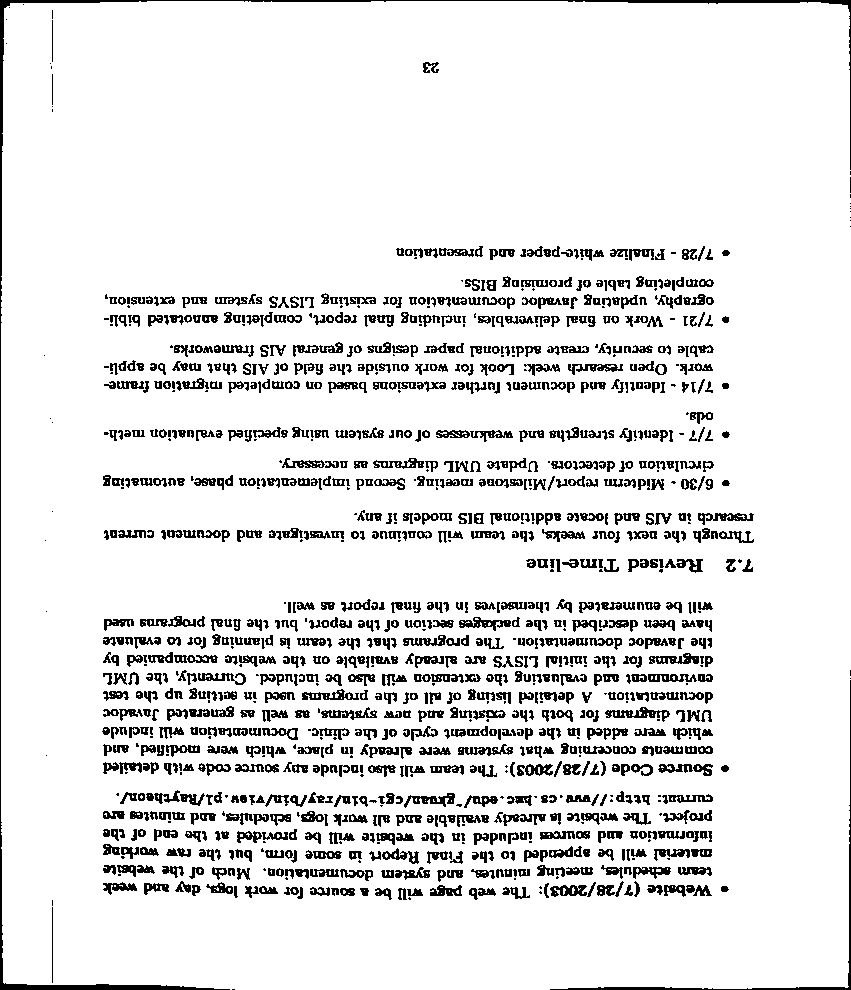 • Website (7/28/2003): The web page will be a source for work logs, day and week
team schedules, meeting minutes, and system documentation. Much of the website
material will be appended to the Final Report in some form, but the raw working
information and sources included in the website will be provided at the end of the
project. The website is already available and all work logs, schedules, and minutes are
current: http://www.cs.hmc.edu/~gkuan/cgi-bin/ray/bin/view.pl/Raytheon/.
• Source Code (7/28/2003): The team will also include any source code with detailed
comments concerning what systems were already in place, which were modified, and
which were added in the development cycle of the clinic. Documentation will include
UML diagrams for both the existing and new systems, as well as generated Javadoc
documentation. A detailed listing of all of the programs used in setting up the test
environment and evaluating the extension will also be included. Currently, the UML
diagrams for the initial LISYS are already available on the website accompanied by
the Javadoc documentation. The programs that the team is planning for to evaluate
have been described in the packages section of the report, but the final programs used
will be enumerated by themselves in the final report as well.
7.2 Revised Time-line
Through the next four weeks, the team will continue to investigate and document current
research in AIS and locate additional BIS models if any.
• 6/30 - Midterm report/Milestone meeting. Second implementation phase, automating
circulation of detectors. Update UML diagrams as necessary.
• 7/7 - Identify strengths and weaknesses of our system using specified evaluation meth-
ods.
• 7/14 - Identify and document further extensions based on completed migration frame-
work. Open research week: Look for work outside the field of AIS that may be appli-
cable to security, create additional paper designs of general AIS frameworks.
• 7/21 - Work on final deliverables, including final report, completing annotated bibli-
ography, updating Javadoc documentation for existing LISYS system and extension,
completing table of promising BISs.
• 7/28 - Finalize white-paper and presentation
23